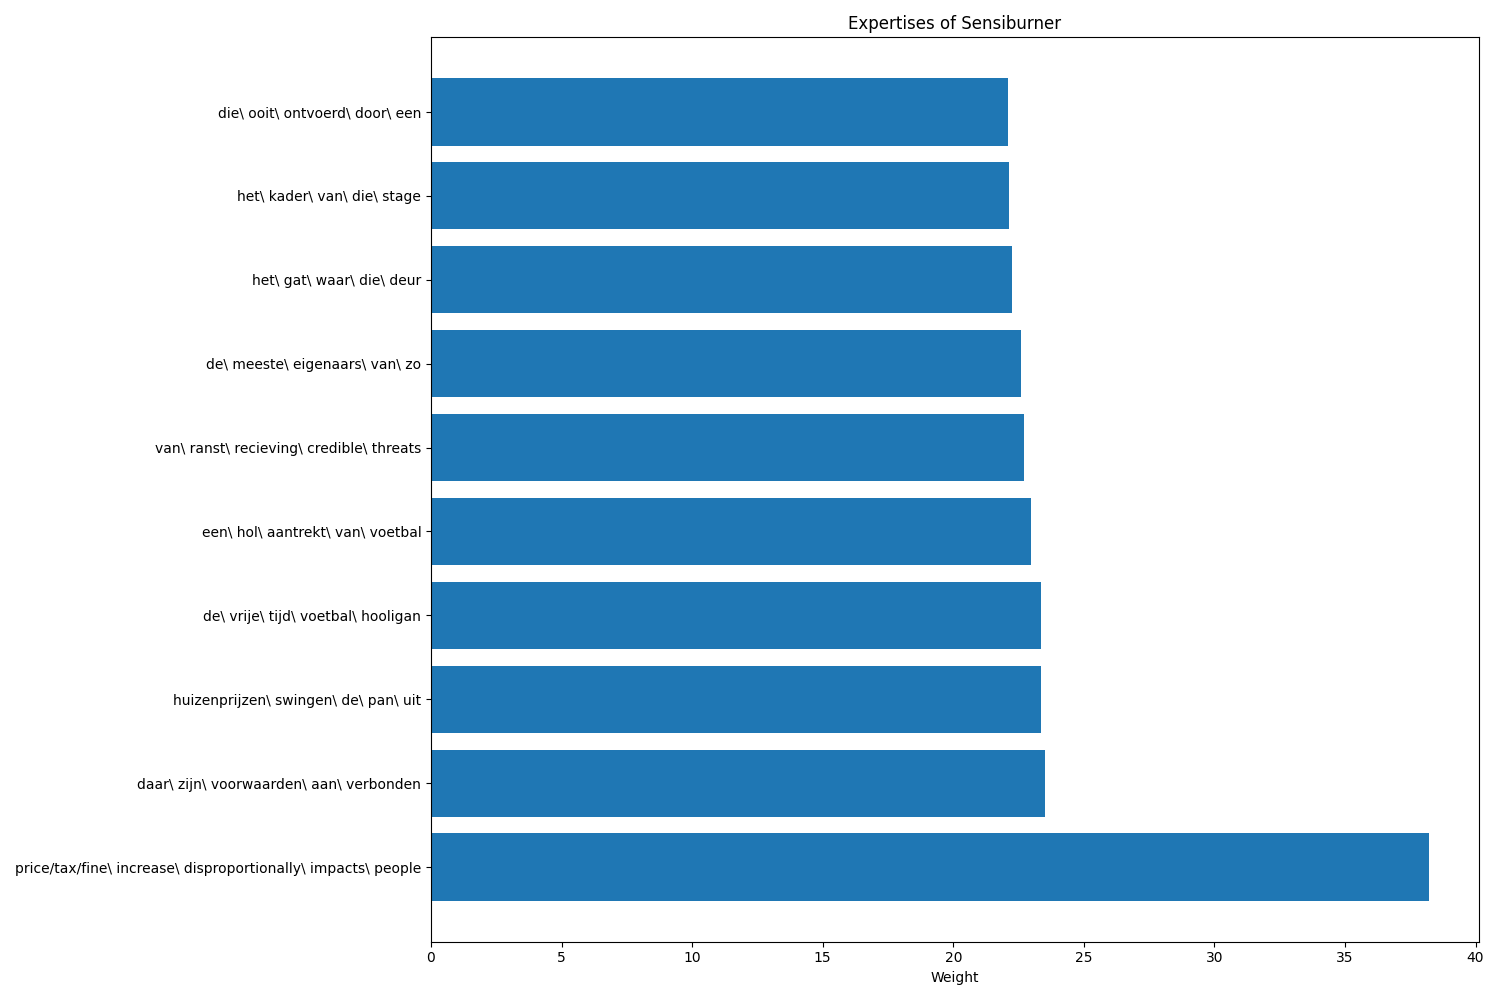 Expertises of Sensiburner
die\ ooit\ ontvoerd\ door\ een
het\ kader\ van\ die\ stage
het\ gat\ waar\ die\ deur
de\ meeste\ eigenaars\ van\ zo
van\ ranst\ recieving\ credible\ threats
een\ hol\ aantrekt\ van\ voetbal
de\ vrije\ tijd\ voetbal\ hooligan
huizenprijzen\ swingen\ de\ pan\ uit
daar\ zijn\ voorwaarden\ aan\ verbonden
price/tax/fine\ increase\ disproportionally\ impacts\ people
0 5 10 15 20 25 30 35 40
Weight